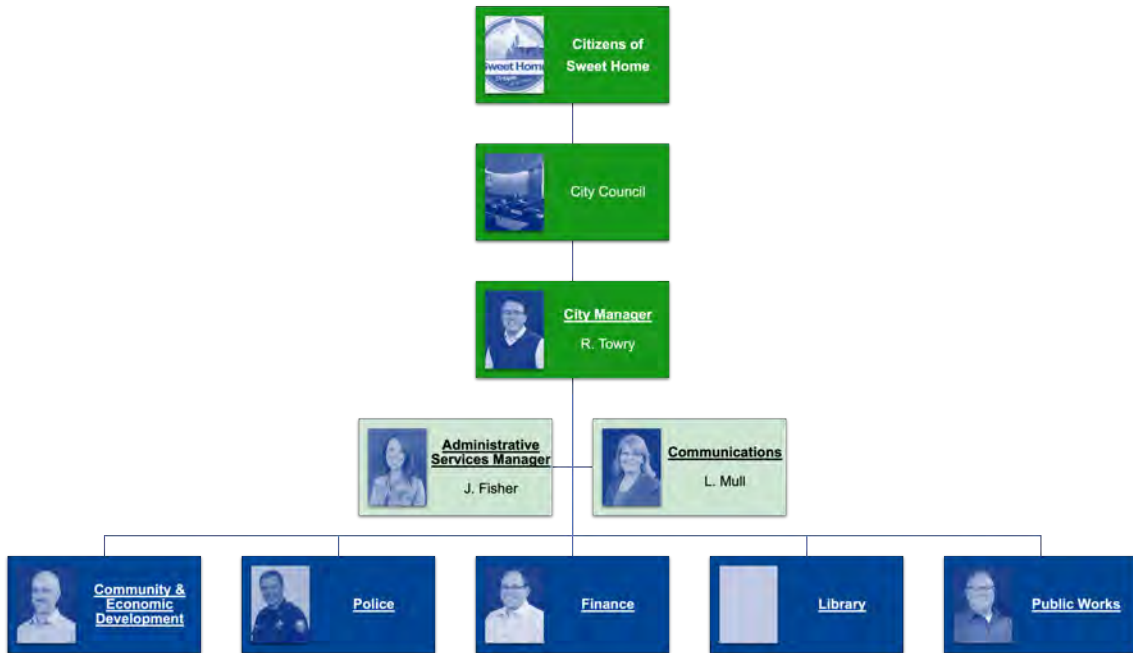 Citizens of
Sweet Home
Sweet Home
Oregon
City Council
City Manager
R. Towry
Administrative
Services Manager
J. Fisher
Communications
L. Mull
Community &
Economic
Development
Police
Finance
Library
Public Works